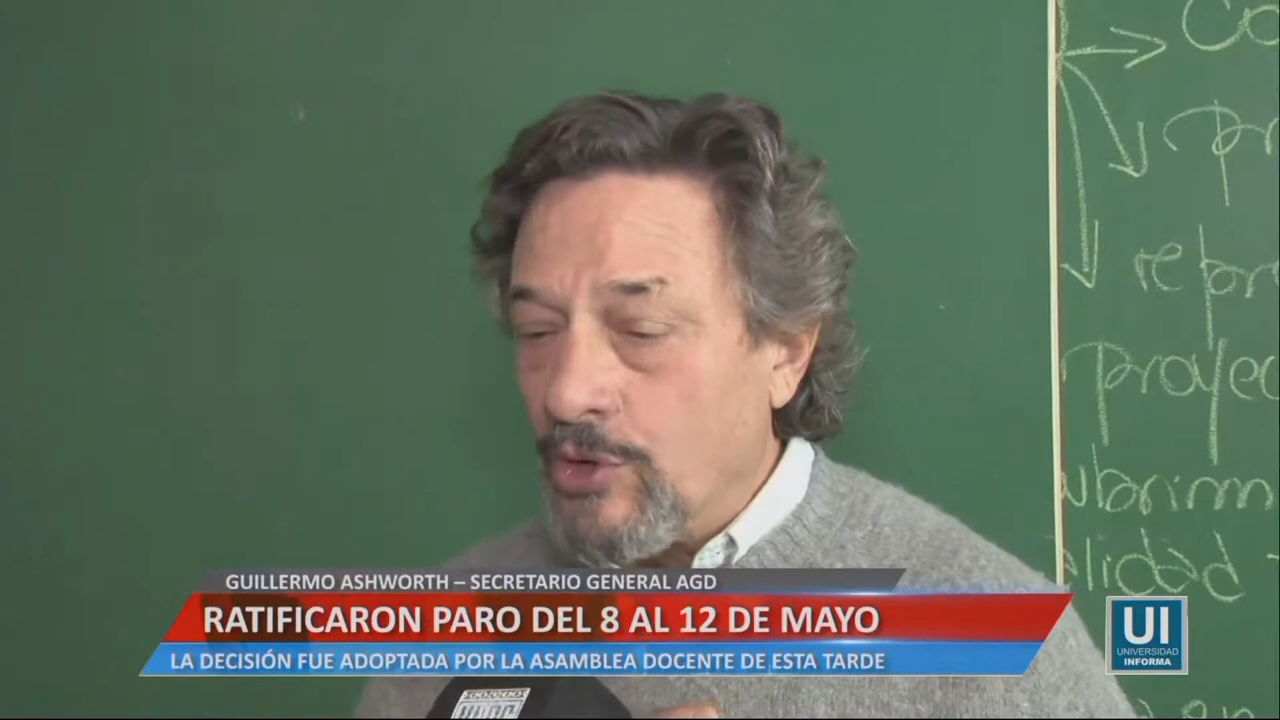 proyec
GUILLERMO ASHWORTH – SECRETARIO GENERAL AGD
RATIFICARON PARO DEL 8 AL 12 DE MAYO
LA DECISIÓN FUE ADOPTADA POR LA ASAMBLEA DOCENTE DE ESTA TARDE
UI
UNIVERSIDAD
INFORMA